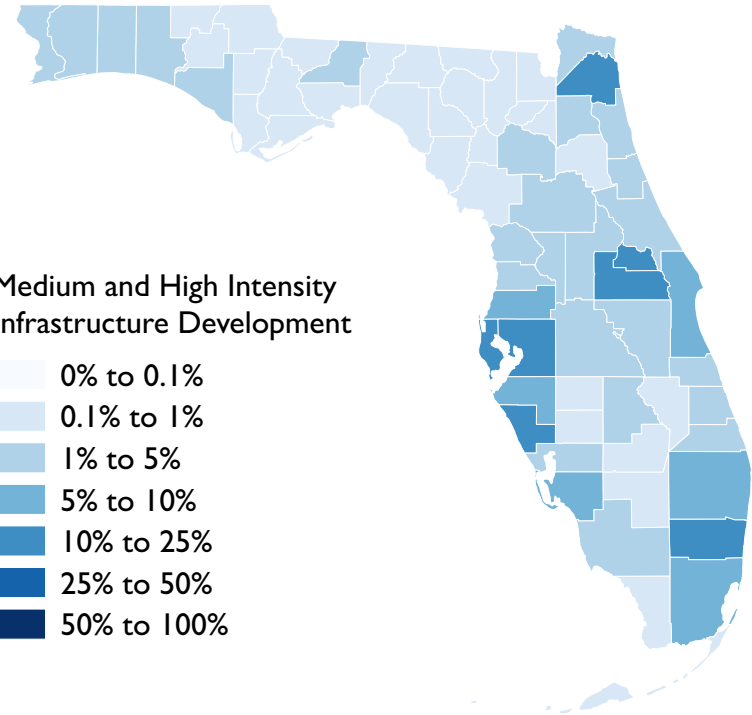 Medium and High Intensity
Infrastructure Development
0% to 0.1%
0.1% to 1%
1% to 5%
5% to 10%
10% to 25%
25% to 50%
50% to 100%